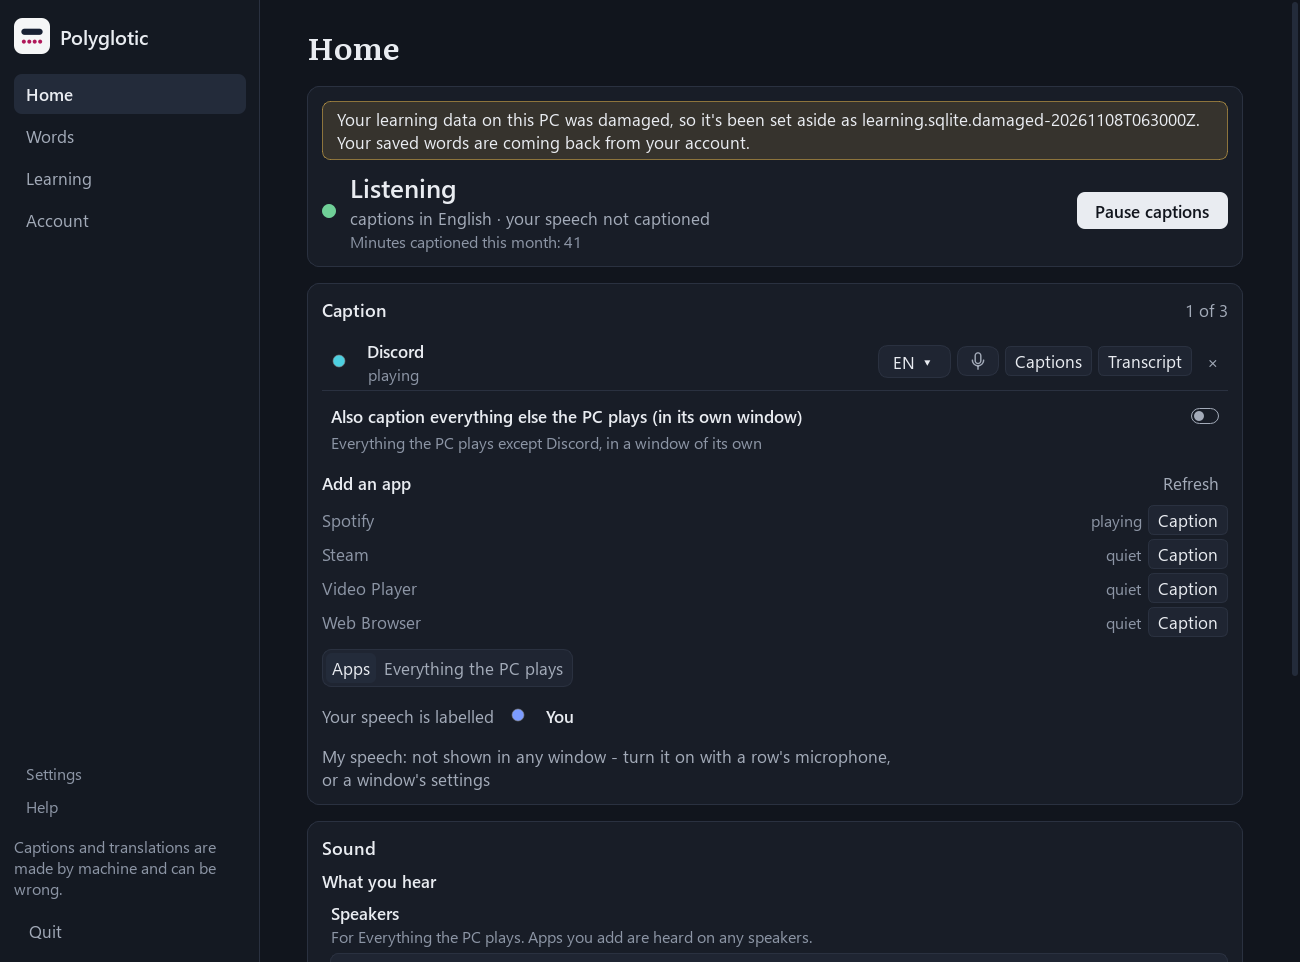 Polyglotic
Home
Words
Learning
Account
Settings
Help
Captions and translations are
made by machine and can be
wrong.
Quit
Home
Your learning data on this PC was damaged, so it's been set aside as learning.sqlite.damaged-20261108T063000Z.
Your saved words are coming back from your account.
Listening
captions in English · your speech not captioned
Minutes captioned this month: 41
Pause captions
Caption
1 of 3
Discord
playing
EN
Captions
Transcript
×
Also caption everything else the PC plays (in its own window)
Everything the PC plays except Discord, in a window of its own
Add an app
Refresh
Spotify
playing
Caption
Steam
quiet
Caption
Video Player
quiet
Caption
Web Browser
quiet
Caption
Apps
Everything the PC plays
Your speech is labelled
You
My speech: not shown in any window - turn it on with a row's microphone,
or a window's settings
Sound
What you hear
Speakers
For Everything the PC plays. Apps you add are heard on any speakers.